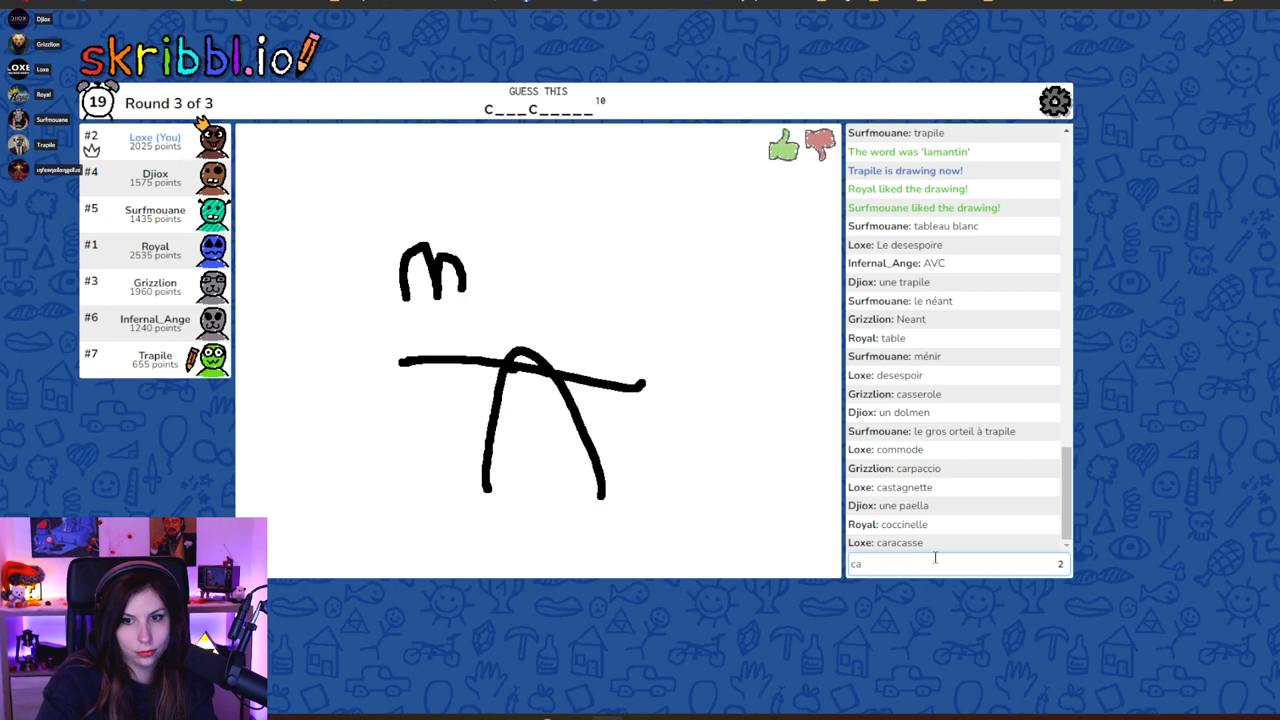 DJIOX
Djiox
Grizzlion
LOXE
Loxe
Royal
Surfmouane
Trapile
skribbl.io
19
Round 3 of 3
GUESS THIS
C___C_____ 10
#2
Loxe (You)
2025 points
#4
Djiox
1575 points
#5
Surfmouane
1435 points
#1
Royal
2535 points
#3
Grizzlion
1960 points
#6
Infernal_Ange
1240 points
#7
Trapile
655 points
m
Surfmouane: trapile
The word was 'lamantin'
Trapile is drawing now!
Royal liked the drawing!
Surfmouane liked the drawing!
Surfmouane: tableau blanc
Loxe: Le desespoire
Infernal_Ange: AVC
Djiox: une trapile
Surfmouane: le néant
Grizzlion: Neant
Royal: table
Surfmouane: ménir
Loxe: desespoir
Grizzlion: casserole
Djiox: un dolmen
Surfmouane: le gros orteil à trapile
Loxe: commode
Grizzlion: carpaccio
Loxe: castagnette
Djiox: une paella
Royal: coccinelle
Loxe: caracasse
ca 2